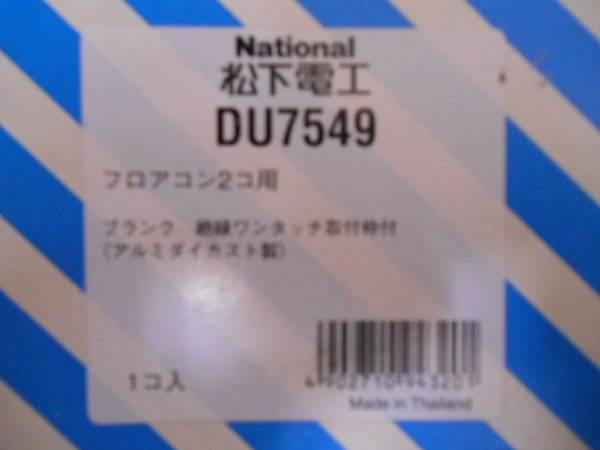 National
松下電工
DU7549
フロアコン2コ用
ブランク 絶縁ワンタッチ取付枠付
(アルミダイカスト製)
1コ入
4902710943201
Made in Thailand